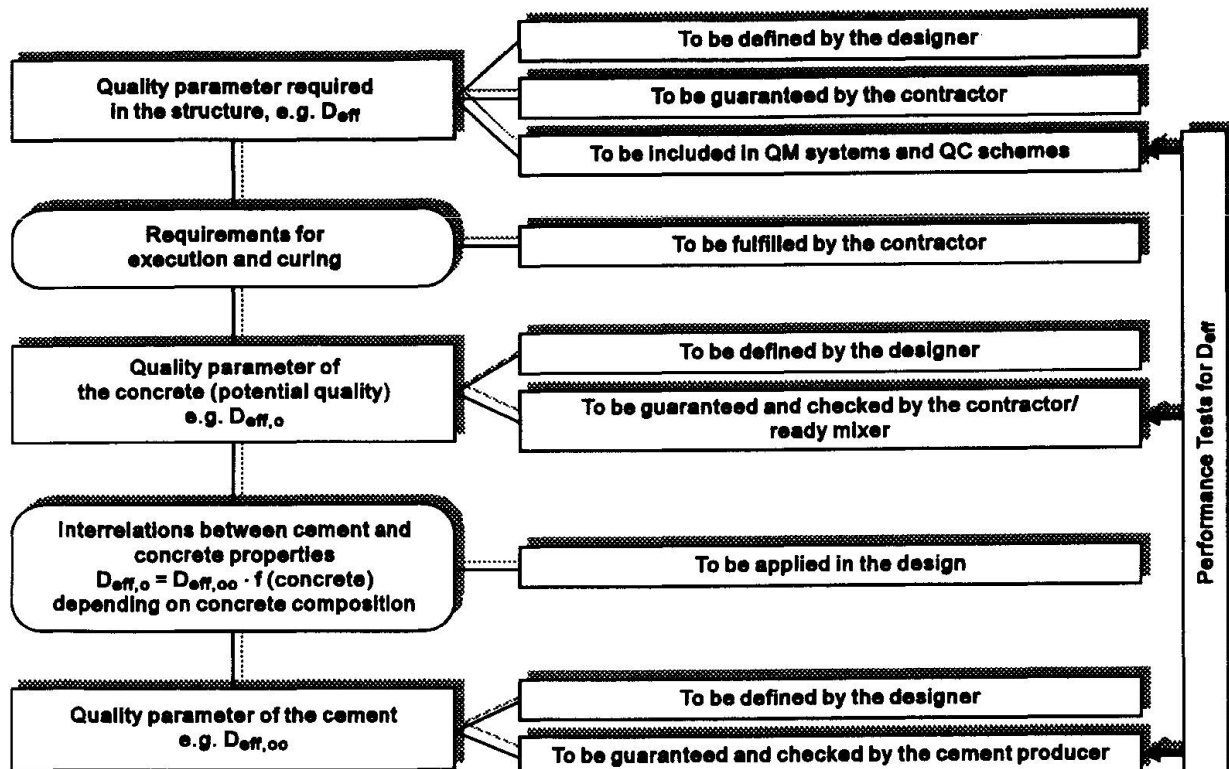 Quality parameter required
in the structure, e.g. Deff
To be defined by the designer
To be guaranteed by the contractor
To be included in QM systems and QC schemes
Requirements for
execution and curing
To be fulfilled by the contractor
Quality parameter of
the concrete (potential quality)
e.g. Deff,o
To be defined by the designer
To be guaranteed and checked by the contractor/
ready mixer
Interrelations between cement and
concrete properties
Deff,o = Deff,oo · f (concrete)
depending on concrete composition
To be applied in the design
Quality parameter of the cement
e.g. Deff,oo
To be defined by the designer
To be guaranteed and checked by the cement producer
Performance Tests for Deff